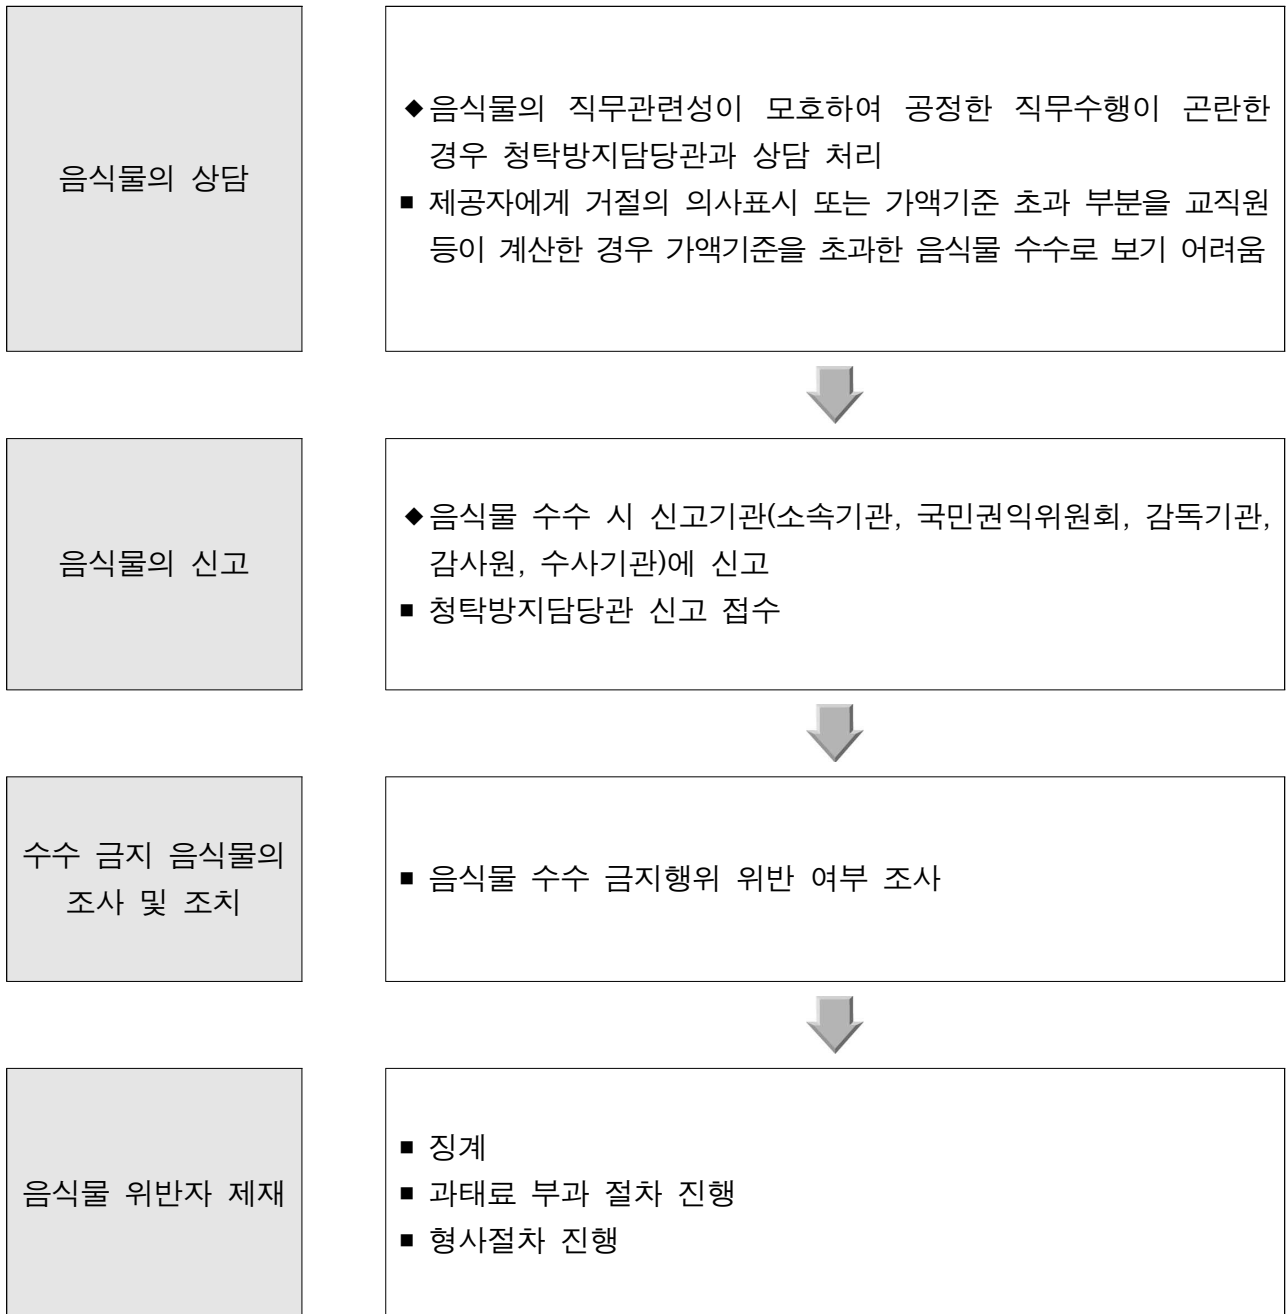 음식물의 상담
◆음식물의 직무관련성이 모호하여 공정한 직무수행이 곤란한
경우 청탁방지담당관과 상담 처리
■ 제공자에게 거절의 의사표시 또는 가액기준 초과 부분을 교직원
등이 계산한 경우 가액기준을 초과한 음식물 수수로 보기 어려움
음식물의 신고
◆음식물 수수 시 신고기관(소속기관, 국민권익위원회, 감독기관,
감사원, 수사기관)에 신고
■ 청탁방지담당관 신고 접수
수수 금지 음식물의
조사 및 조치
■ 음식물 수수 금지행위 위반 여부 조사
음식물 위반자 제재
■ 징계
■ 과태료 부과 절차 진행
■ 형사절차 진행